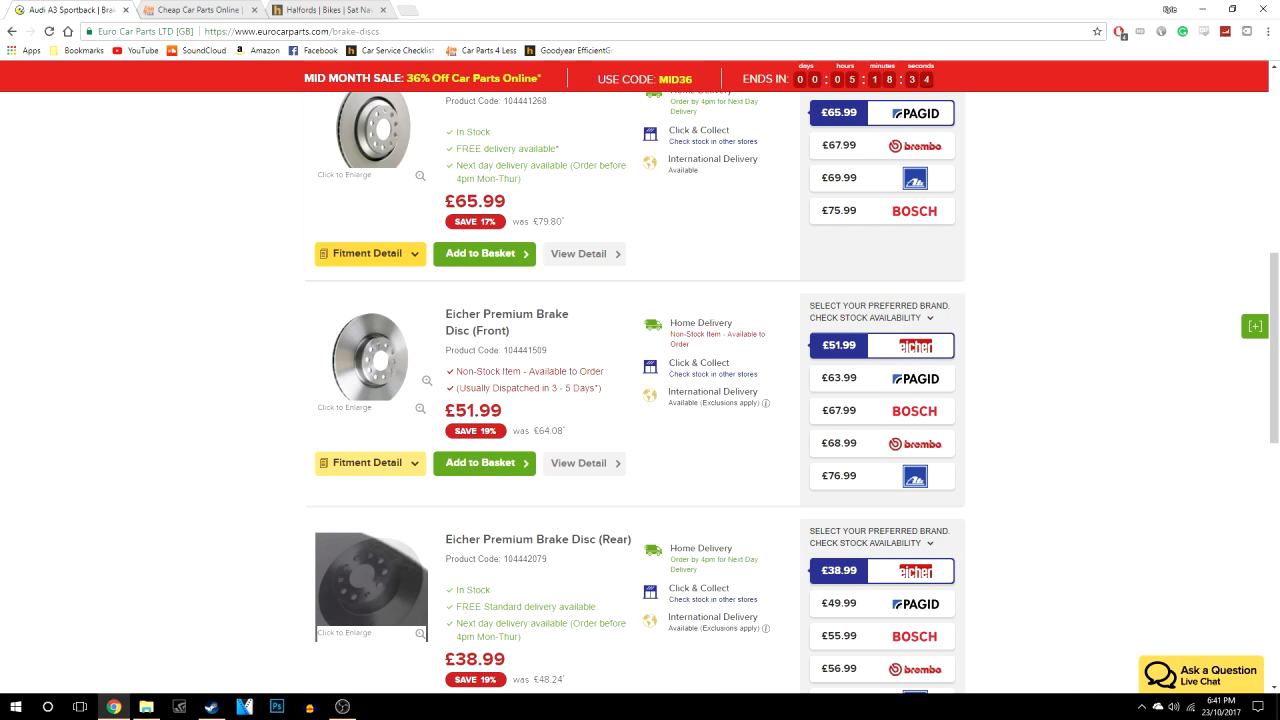 Audi A3 Sportback | Brak
Cheap Car Parts Online |
Halfords | Bikes | Sat Nav
Kyle
Euro Car Parts LTD [GB]
https://www.eurocarparts.com/brake-discs
Apps
Bookmarks
YouTube
SoundCloud
Amazon
Facebook
Car Service Checklist
Car Parts 4 Less
Goodyear EfficientGr
MID MONTH SALE: 36% Off Car Parts Online*
USE CODE: MID36
ENDS IN:
days hours minutes seconds
0 0 : 0 5 : 1 8 : 3 4
Product Code: 104441268
In Stock
FREE delivery available*
Next day delivery available (Order before
4pm Mon-Thur)
Click to Enlarge
£65.99
SAVE 17% was £79.80*
Fitment Detail
Add to Basket
View Detail
Home Delivery
Order by 4pm for Next Day
Delivery
Click & Collect
Check stock in other stores
International Delivery
Available
£65.99 PAGID
£67.99 brembo
£69.99 Ate
£75.99 BOSCH
Eicher Premium Brake
Disc (Front)
Product Code: 104441509
Non-Stock Item - Available to Order
(Usually Dispatched in 3 - 5 Days*)
Click to Enlarge
£51.99
SAVE 19% was £64.08*
Fitment Detail
Add to Basket
View Detail
Home Delivery
Non-Stock Item - Available to
Order
Click & Collect
Check stock in other stores
International Delivery
Available (Exclusions apply)
SELECT YOUR PREFERRED BRAND.
CHECK STOCK AVAILABILITY
£51.99 eicher
£63.99 PAGID
£67.99 BOSCH
£68.99 brembo
£76.99 Ate
Eicher Premium Brake Disc (Rear)
Product Code: 104442079
In Stock
FREE Standard delivery available
Next day delivery available (Order before
4pm Mon-Thur)
Click to Enlarge
£38.99
SAVE 19% was £48.24*
Home Delivery
Order by 4pm for Next Day
Delivery
Click & Collect
Check stock in other stores
International Delivery
Available (Exclusions apply)
SELECT YOUR PREFERRED BRAND.
CHECK STOCK AVAILABILITY
£38.99 eicher
£49.99 PAGID
£55.99 BOSCH
£56.99 brembo
[+]
Ask a Question
Live Chat
6:41 PM
23/10/2017